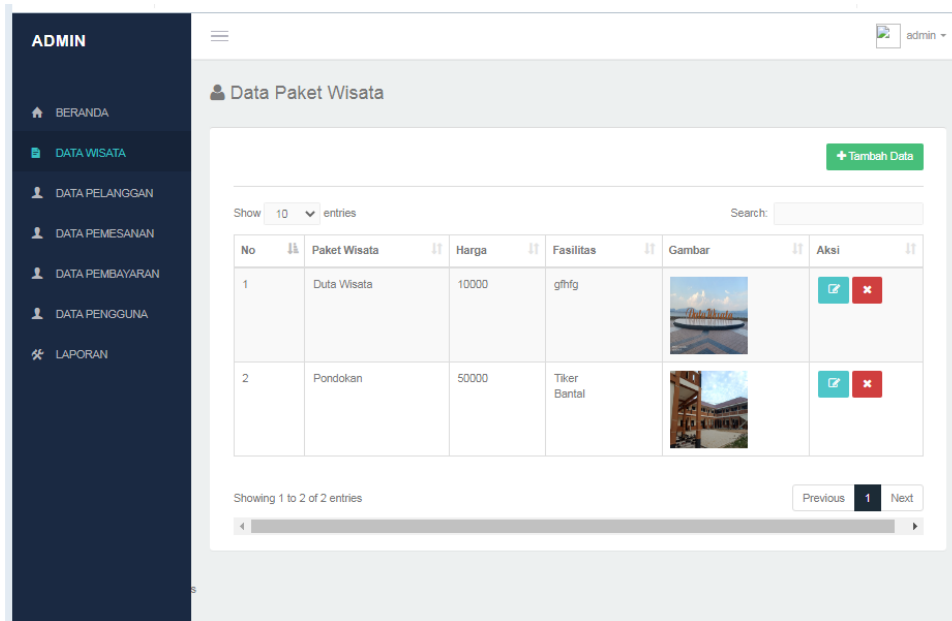 ADMIN
admin
Data Paket Wisata
BERANDA
DATA WISATA
DATA PELANGGAN
DATA PEMESANAN
DATA PEMBAYARAN
DATA PENGGUNA
LAPORAN
Tambah Data
Show 10 entries
Search:
No Paket Wisata Harga Fasilitas Gambar Aksi
1 Duta Wisata 10000 gfhfg
Duta Wisata
2 Pondokan 50000 Tiker
Bantal
Showing 1 to 2 of 2 entries
Previous 1 Next
s